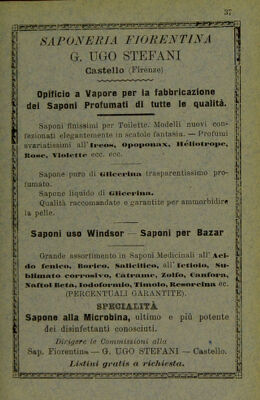 37
SAPONERIA FIORENTINA
G. UGO STEFANI
Castello (Firenze)
Opificio a Vapore per la fabbricazione
dei Saponi Profumati di tutte le qualità.
Saponi finissimi per Toilette. Modelli nuovi con-
fezionati elegantemente in scatole fantasia. — Profumi
svariatissimi all'Ireos, Opoponax, Héliotrope,
Rose, Violette ecc. ecc.
Sapone puro di Glicerina trasparentissimo pro-
fumato.
Sapone liquido di Glicerina.
Qualità raccomandate e garantite per ammorbidire
la pelle.
Saponi uso Windsor — Saponi per Bazar
Grande assortimento in Saponi Medicinali all'Aci-
do fenico, Borico, Salicilico, all'Ictiolo, Su-
blimato corrosivo, Catrame, Zolfo, Canfora,
Naftol Beta, Iodoformio, Timolo, Resorcina ec.
(PERCENTUALI GARANTITE).
SPECIALITÀ
Sapone alla Microbina, ultimo e più potente
dei disinfettanti conosciuti.
Dirigere le Commissioni alla
Sap. Fiorentina — G. UGO STEFANI — Castello.
Listini gratis a richiesta.